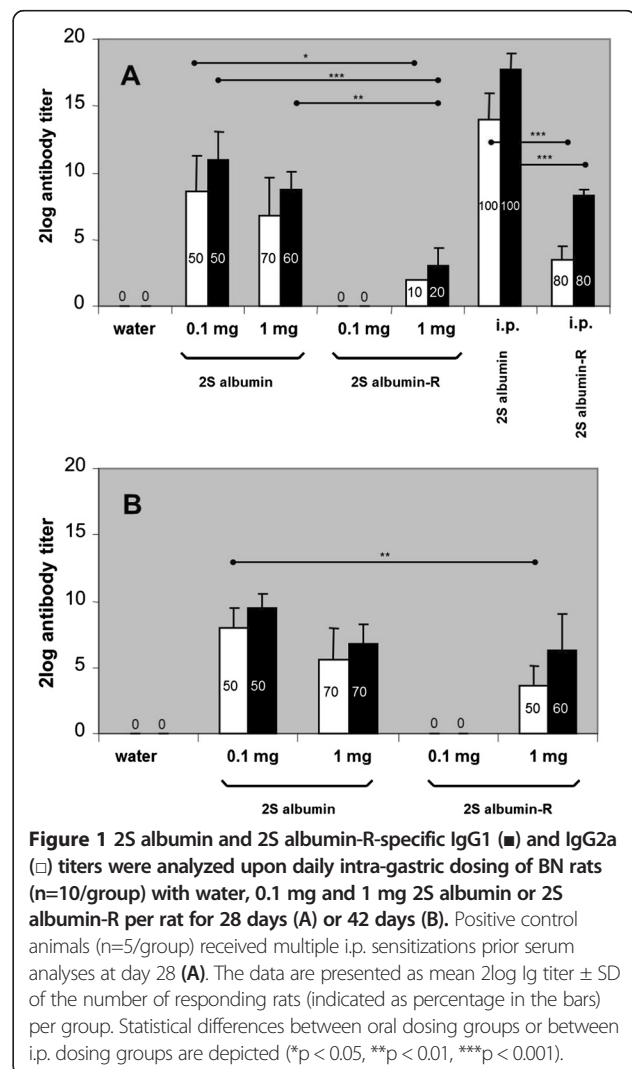 20
A
*
***
**
***
***
15
2log antibody titer
10
100 100
5
50 50 70 60 10 20 80 80
0 0 0 0
0
water 0.1 mg 1 mg 0.1 mg 1 mg i.p. i.p.
2S albumin 2S albumin-R 2S albumin 2S albumin-R
20
B
15
**
2log antibody titer
10
5
50 50 70 70 50 60
0 0 0 0
0
water 0.1 mg 1 mg 0.1 mg 1 mg
2S albumin 2S albumin-R
Figure 1 2S albumin and 2S albumin-R-specific IgG1 (■) and IgG2a
(□) titers were analyzed upon daily intra-gastric dosing of BN rats
(n=10/group) with water, 0.1 mg and 1 mg 2S albumin or 2S
albumin-R per rat for 28 days (A) or 42 days (B). Positive control
animals (n=5/group) received multiple i.p. sensitizations prior serum
analyses at day 28 (A). The data are presented as mean 2log Ig titer ± SD
of the number of responding rats (indicated as percentage in the bars)
per group. Statistical differences between oral dosing groups or between
i.p. dosing groups are depicted (*p < 0.05, **p < 0.01, ***p < 0.001).